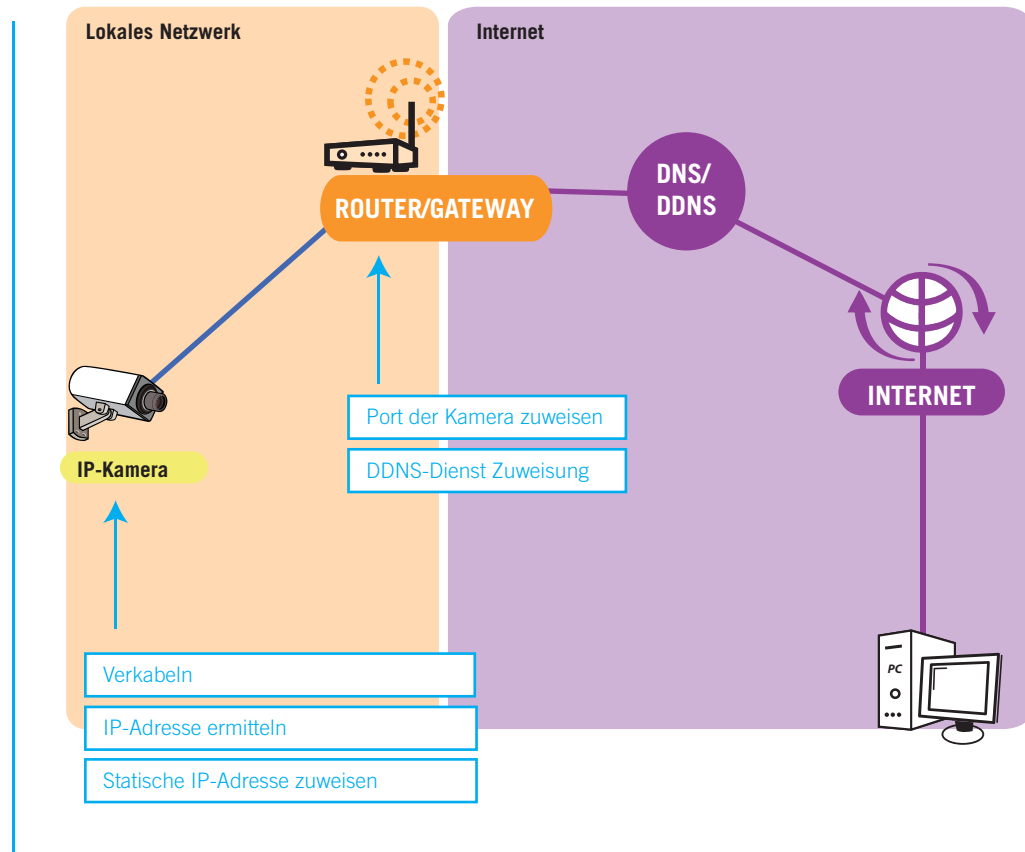 Lokales Netzwerk
Internet
ROUTER/GATEWAY
DNS/
DDNS
INTERNET
Port der Kamera zuweisen
DDNS-Dienst Zuweisung
IP-Kamera
Verkabeln
IP-Adresse ermitteln
Statische IP-Adresse zuweisen
PC